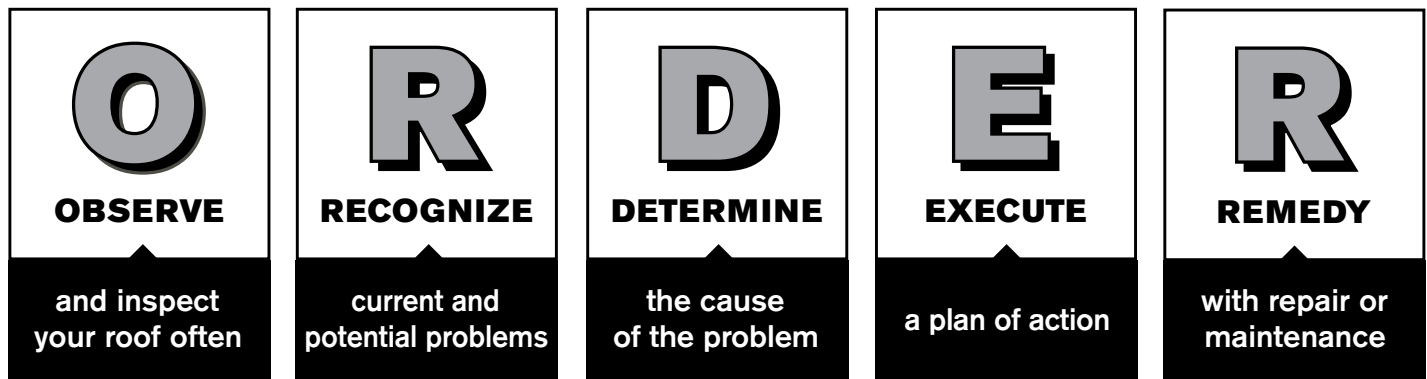 O
OBSERVE
and inspect
your roof often
R
RECOGNIZE
current and
potential problems
D
DETERMINE
the cause
of the problem
E
EXECUTE
a plan of action
R
REMEDY
with repair or
maintenance